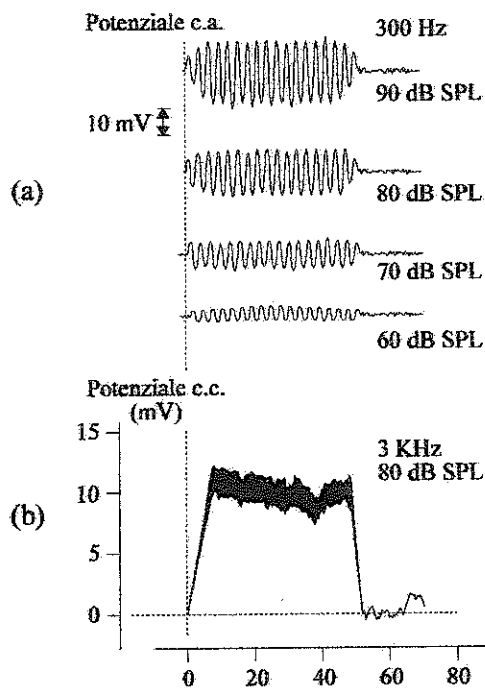 Potenziale c.a.
300 Hz
90 dB SPL
10 mV
(a)
80 dB SPL
70 dB SPL
60 dB SPL
Potenziale c.c.
(mV)
15
3 KHz
80 dB SPL
10
(b)
5
0
0 20 40 60 80